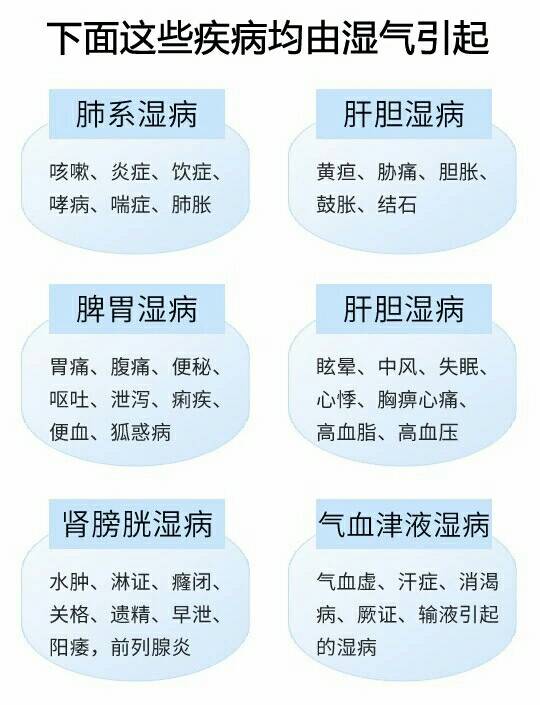 下面这些疾病均由湿气引起
肺系湿病
咳嗽、炎症、饮症、
哮病、喘症、肺胀
肝胆湿病
黄疸、胁痛、胆胀、
鼓胀、结石
脾胃湿病
胃痛、腹痛、便秘、
呕吐、泄泻、痢疾、
便血、狐惑病
肝胆湿病
眩晕、中风、失眠、
心悸、胸痹心痛、
高血脂、高血压
肾膀胱湿病
水肿、淋证、癃闭、
关格、遗精、早泄、
阳痿，前列腺炎
气血津液湿病
气血虚、汗症、消渴
病、厥证、输液引起
的湿病